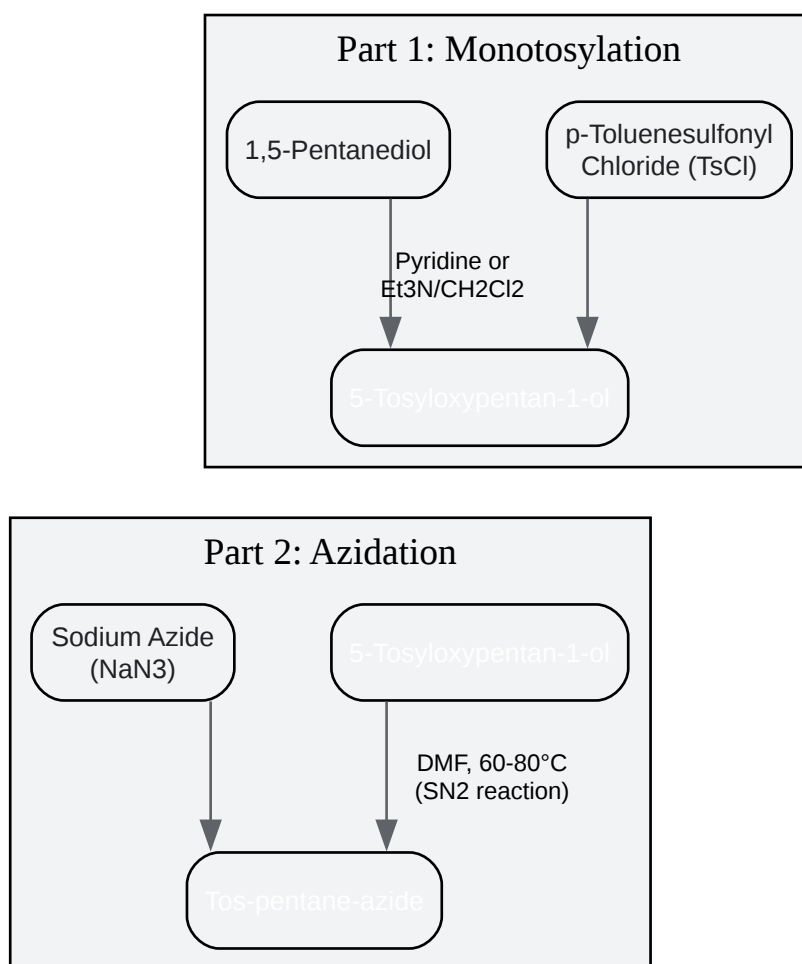 Part 1: Monotosylation
1,5-Pentanediol
p-Toluenesulfonyl
Chloride (TsCl)
Pyridine or
Et3N/CH2Cl2
5-Tosyloxypentan-1-ol
Part 2: Azidation
Sodium Azide
(NaN3)
5-Tosyloxypentan-1-ol
DMF, 60-80°C
(SN2 reaction)
Tos-pentane-azide